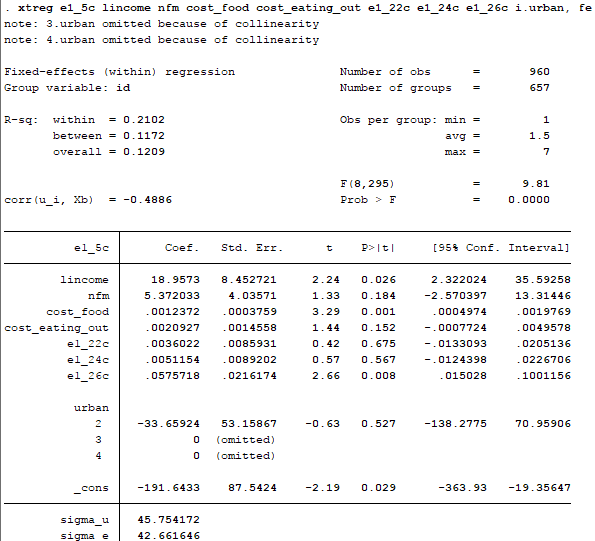 . xtreg e1_5c lincome nfm cost_food cost_eating_out e1_22c e1_24c e1_26c i.urban, fe
note: 3.urban omitted because of collinearity
note: 4.urban omitted because of collinearity
Fixed-effects (within) regression Number of obs = 960
Group variable: id Number of groups = 657
R-sq: within = 0.2102 Obs per group: min = 1
between = 0.1172 avg = 1.5
overall = 0.1209 max = 7
F(8,295) = 9.81
corr(u_i, Xb) = -0.4886 Prob > F = 0.0000
e1_5c Coef. Std. Err. t P>|t| [95% Conf. Interval]
lincome 18.9573 8.452721 2.24 0.026 2.322024 35.59258
nfm 5.372033 4.03571 1.33 0.184 -2.570397 13.31446
cost_food .0012372 .0003759 3.29 0.001 .0004974 .0019769
cost_eating_out .0020927 .0014558 1.44 0.152 -.0007724 .0049578
e1_22c .0036022 .0085931 0.42 0.675 -.0133093 .0205136
e1_24c .0051154 .0089202 0.57 0.567 -.0124398 .0226706
e1_26c .0575718 .0216174 2.66 0.008 .015028 .1001156
urban
2 -33.65924 53.15867 -0.63 0.527 -138.2775 70.95906
3 0 (omitted)
4 0 (omitted)
_cons -191.6433 87.5424 -2.19 0.029 -363.93 -19.35647
sigma_u 45.754172
sigma_e 42.661646